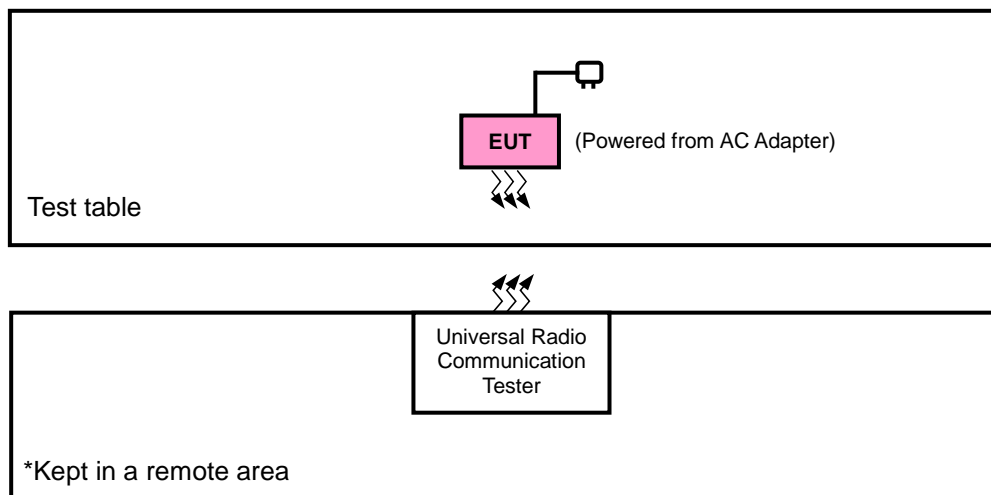 EUT
(Powered from AC Adapter)
Test table
Universal Radio
Communication
Tester
*Kept in a remote area